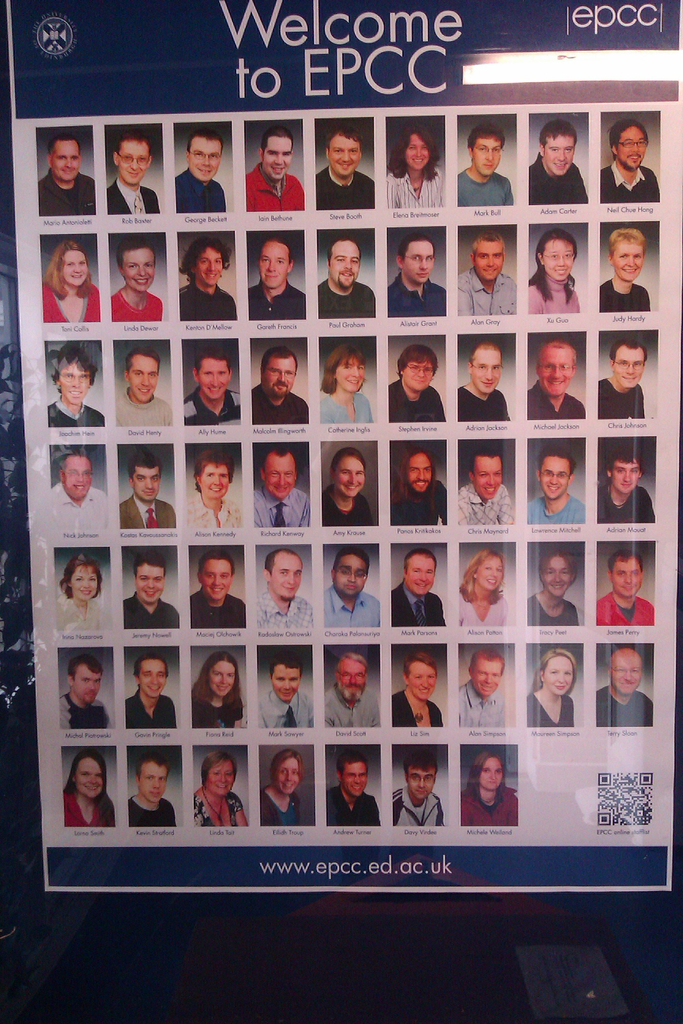 Welcome
to EPCC
|epcc|
Mario Antonioletti Rob Baxter George Beckett Iain Bethune Steve Booth Elena Breitmoser Mark Bull Adam Carter Neil Chue Hong
Toni Collis Linda Dewar Kenton D'Mellow Gareth Francis Paul Graham Alistair Grant Alan Gray Xu Guo Judy Hardy
Joachim Hein David Henty Ally Hume Malcolm Illingworth Catherine Inglis Stephen Irvine Adrian Jackson Michael Jackson Chris Johnson
Nick Johnson Kostas Kavoussanakis Alison Kennedy Richard Kenway Amy Krause Panos Kritikakos Chris Maynard Lawrence Mitchell Adrian Mouat
Irina Nazarova Jeremy Nowell Maciej Olchowik Radoslaw Ostrowski Charaka Palansuriya Mark Parsons Alison Patton Tracy Peet James Perry
Michal Piotrowski Gavin Pringle Fiona Reid Mark Sawyer David Scott Liz Sim Alan Simpson Maureen Simpson Terry Sloan
Lorna Smith Kevin Stratford Linda Tait Eilidh Troup Andrew Turner Davy Virdee Michele Weiland
EPCC online stafflist
www.epcc.ed.ac.uk